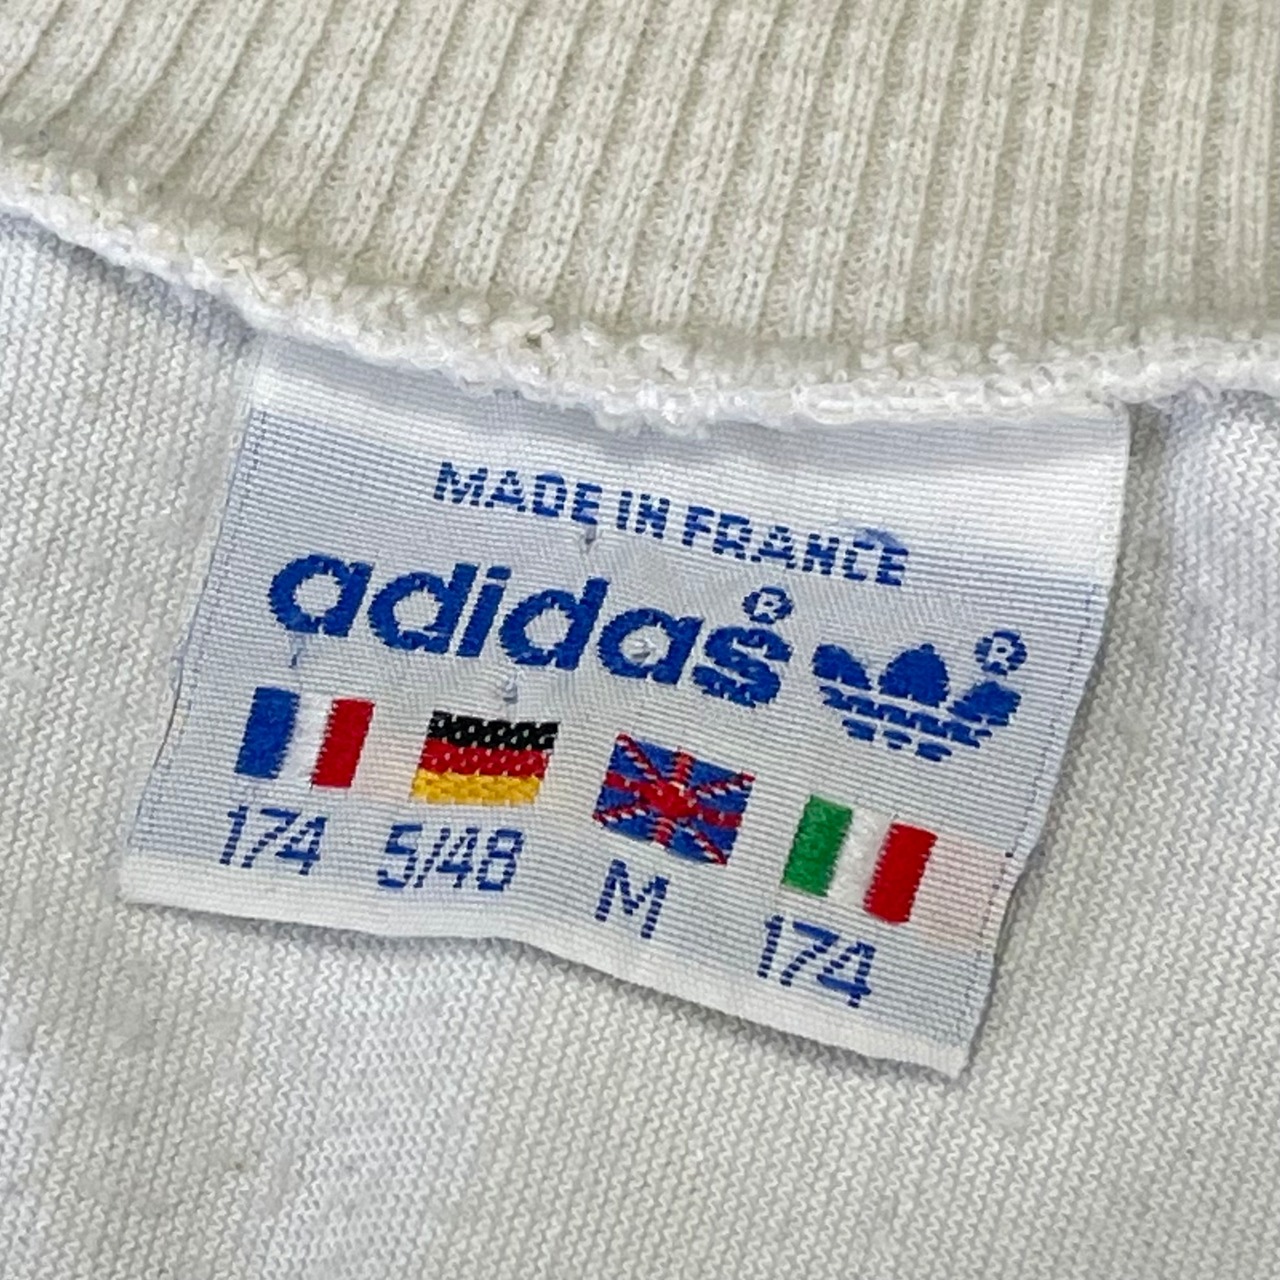 MADE IN FRANCE
adidas® ®
174 5/48 M 174